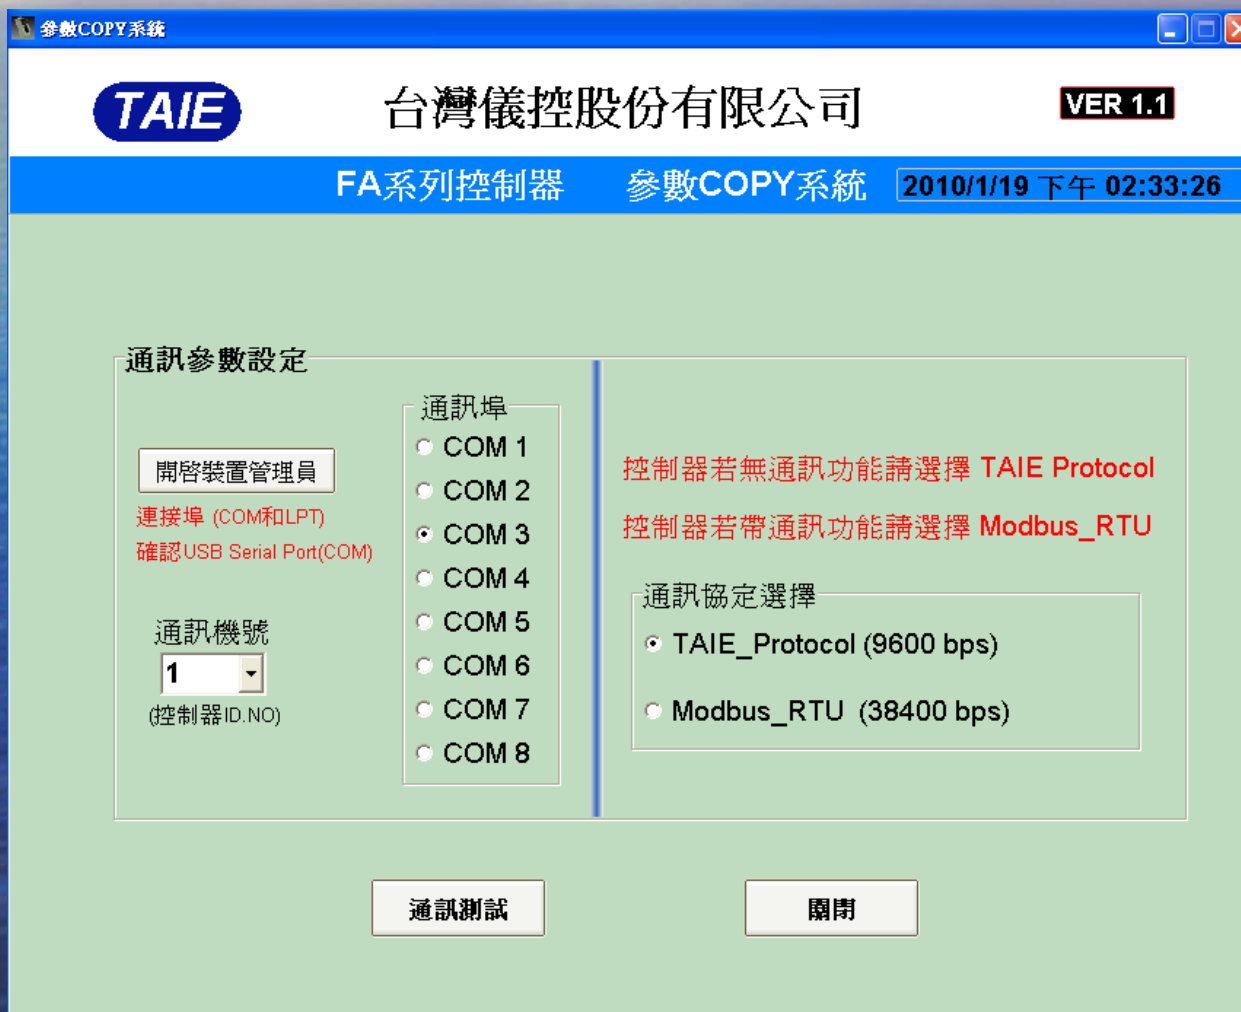 參數COPY系統
TAIE
台灣儀控股份有限公司
VER 1.1
FA系列控制器 參數COPY系統
2010/1/19 下午 02:33:26
通訊參數設定
開啓裝置管理員
連接埠 (COM和LPT)
確認USB Serial Port(COM)
通訊機號
1
(控制器ID.NO)
通訊埠
COM 1
COM 2
COM 3
COM 4
COM 5
COM 6
COM 7
COM 8
控制器若無通訊功能請選擇 TAIE Protocol
控制器若帶通訊功能請選擇 Modbus_RTU
通訊協定選擇
TAIE_Protocol (9600 bps)
Modbus_RTU (38400 bps)
通訊測試
關閉